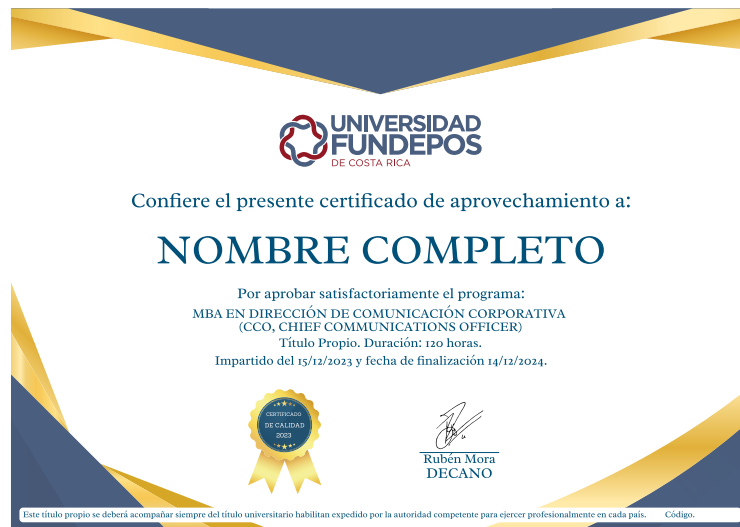 UNIVERSIDAD
FUNDEPOS
DE COSTA RICA
Confiere el presente certificado de aprovechamiento a:
NOMBRE COMPLETO
Por aprobar satisfactoriamente el programa:
MBA EN DIRECCIÓN DE COMUNICACIÓN CORPORATIVA
(CCO, CHIEF COMMUNICATIONS OFFICER)
Título Propio. Duración: 120 horas.
Impartido del 15/12/2023 y fecha de finalización 14/12/2024.
CERTIFICADO
DE CALIDAD
2023
Rubén Mora
DECANO
Este título propio se deberá acompañar siempre del título universitario habilitan expedido por la autoridad competente para ejercer profesionalmente en cada país. Código.